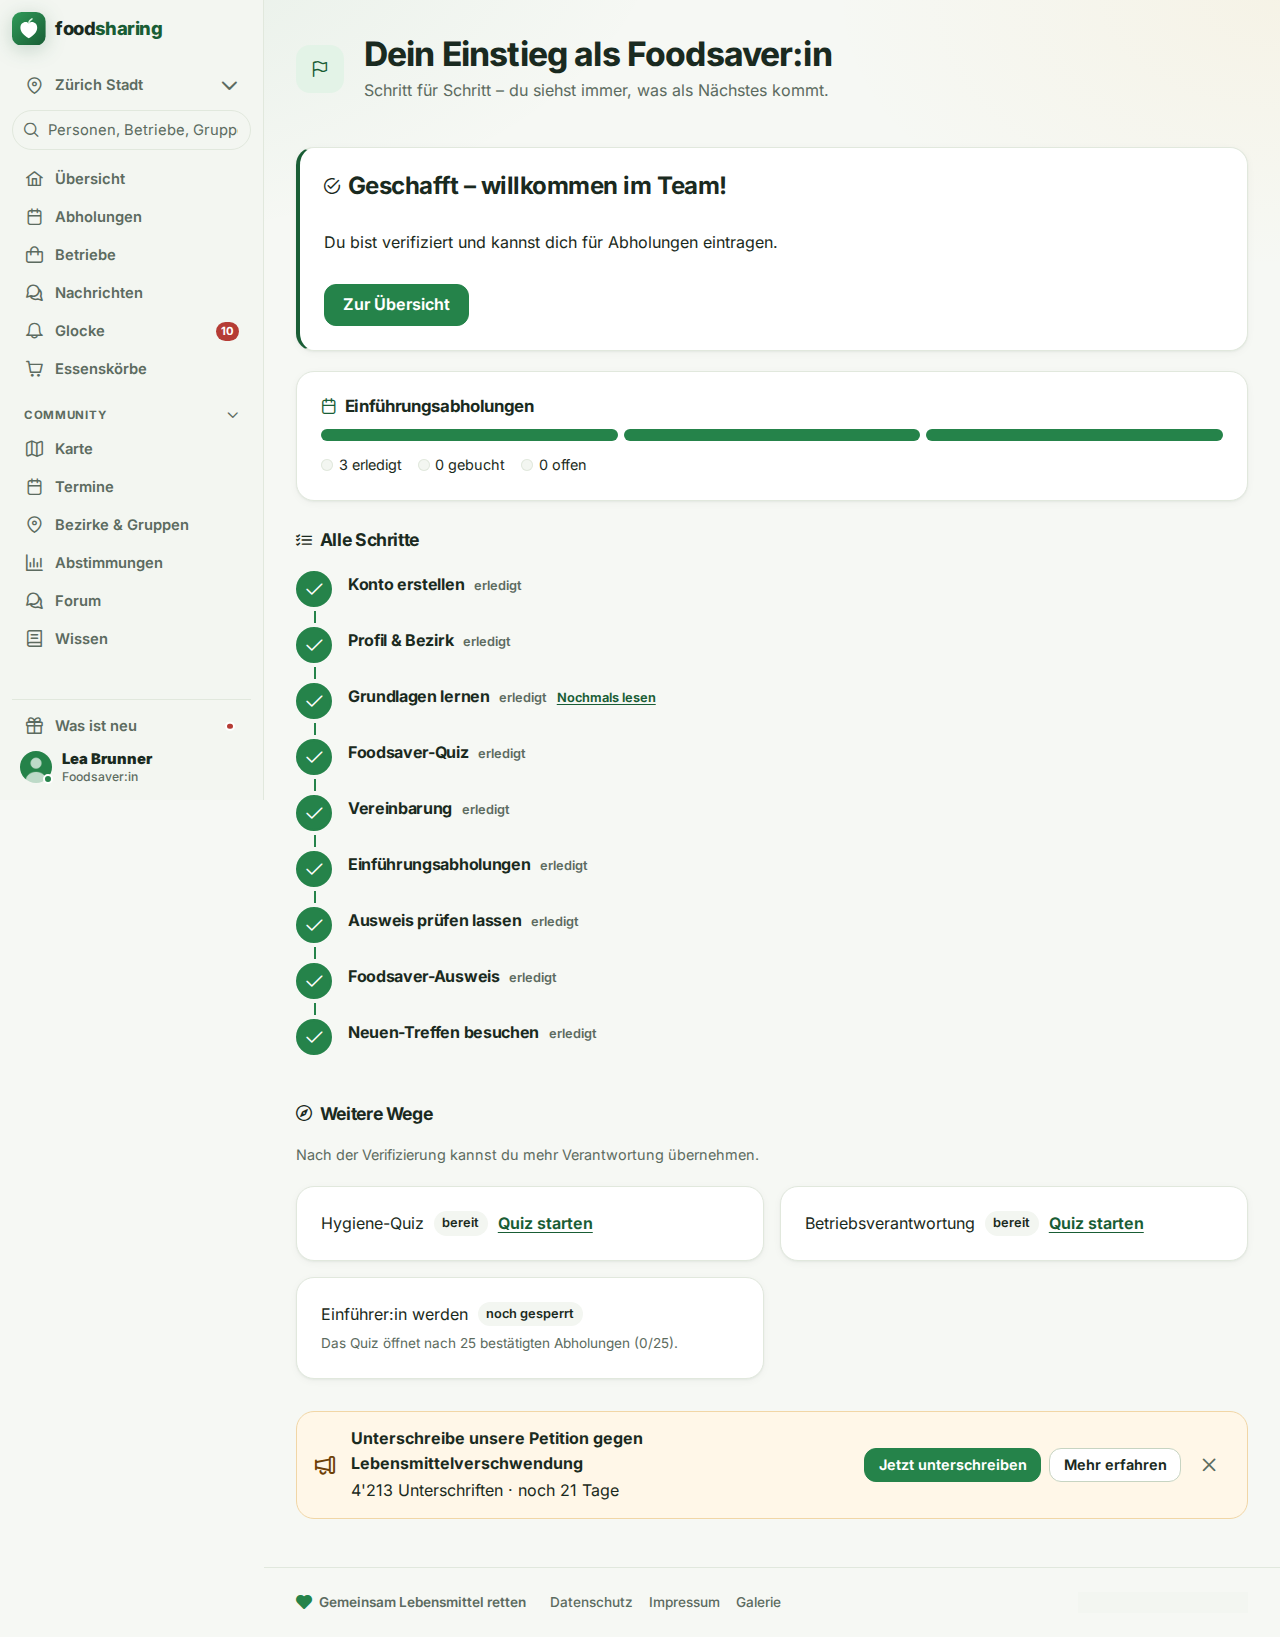 foodsharing
Zürich Stadt
Personen, Betriebe, Grupp
Übersicht
Abholungen
Betriebe
Nachrichten
Glocke 10
Essenskörbe
COMMUNITY
Karte
Termine
Bezirke & Gruppen
Abstimmungen
Forum
Wissen
Was ist neu
Lea Brunner
Foodsaver:in
Dein Einstieg als Foodsaver:in
Schritt für Schritt – du siehst immer, was als Nächstes kommt.
Geschafft – willkommen im Team!
Du bist verifiziert und kannst dich für Abholungen eintragen.
Zur Übersicht
Einführungsabholungen
3 erledigt 0 gebucht 0 offen
Alle Schritte
Konto erstellen erledigt
Profil & Bezirk erledigt
Grundlagen lernen erledigt Nochmals lesen
Foodsaver-Quiz erledigt
Vereinbarung erledigt
Einführungsabholungen erledigt
Ausweis prüfen lassen erledigt
Foodsaver-Ausweis erledigt
Neuen-Treffen besuchen erledigt
Weitere Wege
Nach der Verifizierung kannst du mehr Verantwortung übernehmen.
Hygiene-Quiz bereit Quiz starten
Betriebsverantwortung bereit Quiz starten
Einführer:in werden noch gesperrt
Das Quiz öffnet nach 25 bestätigten Abholungen (0/25).
Unterschreibe unsere Petition gegen
Lebensmittelverschwendung
4'213 Unterschriften · noch 21 Tage
Jetzt unterschreiben Mehr erfahren
Gemeinsam Lebensmittel retten Datenschutz Impressum Galerie